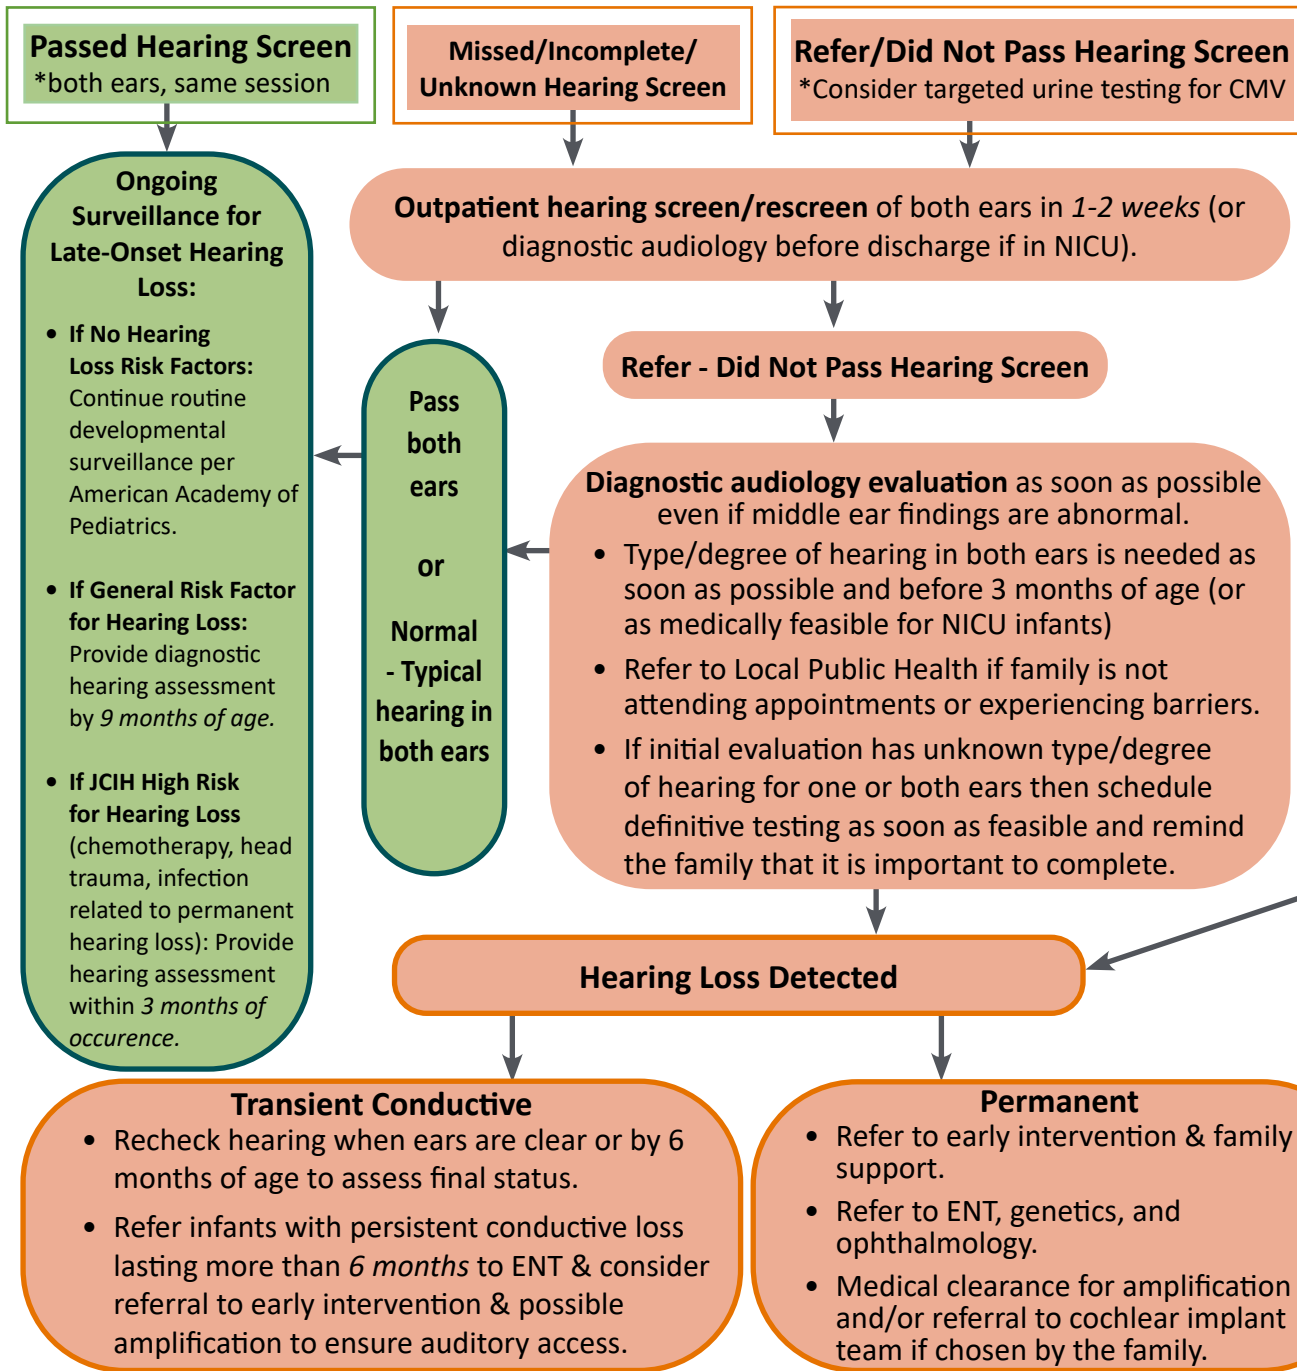 Passed Hearing Screen
*both ears, same session
Missed/Incomplete/
Unknown Hearing Screen
Refer/Did Not Pass Hearing Screen
*Consider targeted urine testing for CMV
Outpatient hearing screen/rescreen of both ears in 1-2 weeks (or
diagnostic audiology before discharge if in NICU).
Ongoing
Surveillance for
Late-Onset Hearing
Loss:
• If No Hearing
Loss Risk Factors:
Continue routine
developmental
surveillance per
American Academy of
Pediatrics.
• If General Risk Factor
for Hearing Loss:
Provide diagnostic
hearing assessment
by 9 months of age.
• If JCIH High Risk
for Hearing Loss
(chemotherapy, head
trauma, infection
related to permanent
hearing loss): Provide
hearing assessment
within 3 months of
occurence.
Pass
both
ears
or
Normal
- Typical
hearing in
both ears
Refer - Did Not Pass Hearing Screen
Diagnostic audiology evaluation as soon as possible
even if middle ear findings are abnormal.
• Type/degree of hearing in both ears is needed as
soon as possible and before 3 months of age (or
as medically feasible for NICU infants)
• Refer to Local Public Health if family is not
attending appointments or experiencing barriers.
• If initial evaluation has unknown type/degree
of hearing for one or both ears then schedule
definitive testing as soon as feasible and remind
the family that it is important to complete.
Hearing Loss Detected
Transient Conductive
• Recheck hearing when ears are clear or by 6
months of age to assess final status.
• Refer infants with persistent conductive loss
lasting more than 6 months to ENT & consider
referral to early intervention & possible
amplification to ensure auditory access.
Permanent
• Refer to early intervention & family
support.
• Refer to ENT, genetics, and
ophthalmology.
• Medical clearance for amplification
and/or referral to cochlear implant
team if chosen by the family.